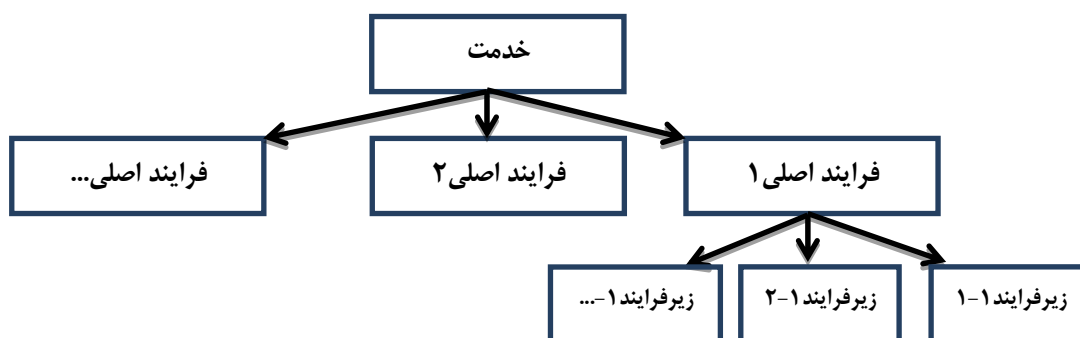 خدمت
فرایند اصلی۱
فرایند اصلی۲
فرایند اصلی...
زیرفرایند۱-۱
زیرفرایند۱-۲
زیرفرایند۱-...